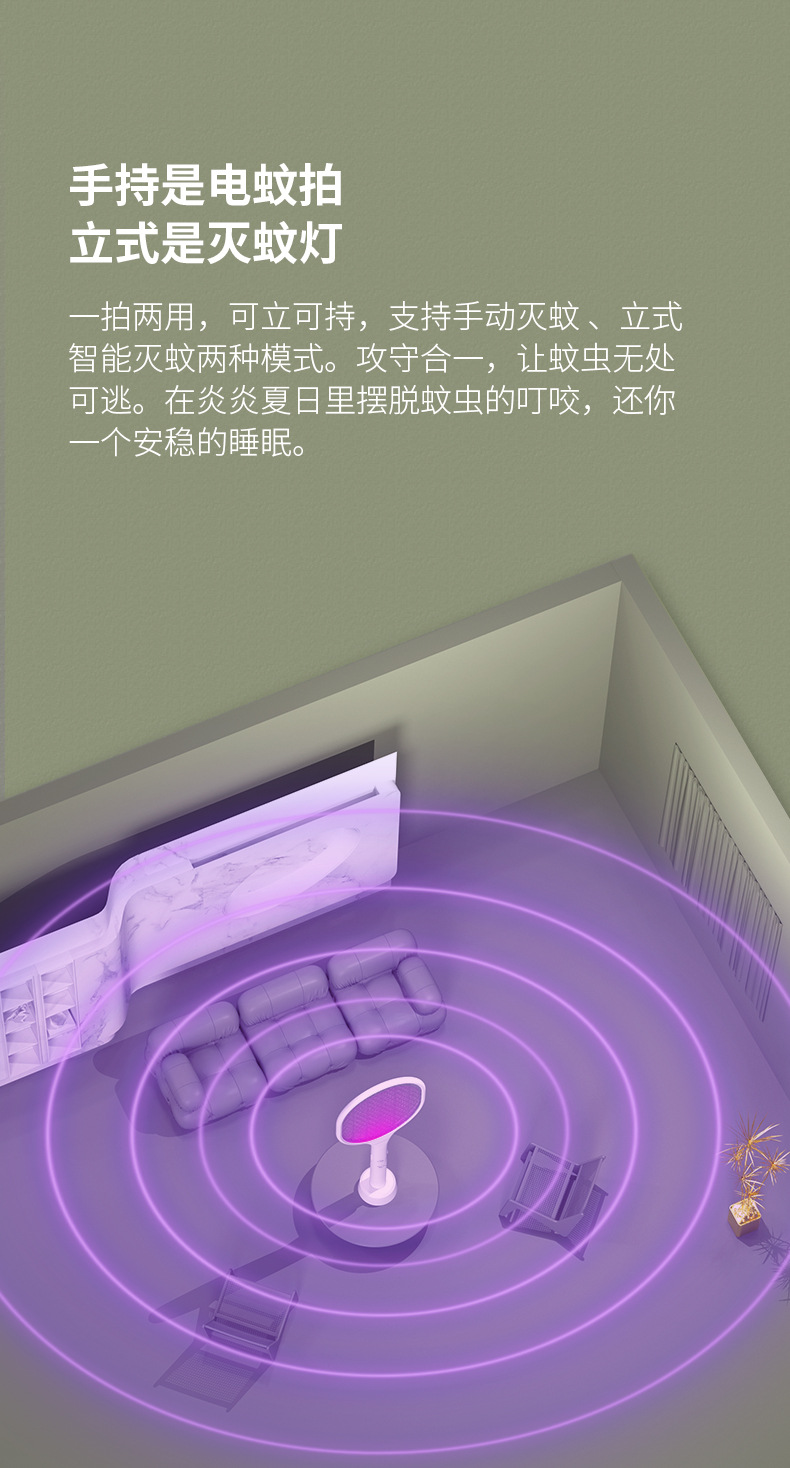 手持是电蚊拍
立式是灭蚊灯
一拍两用，可立可持，支持手动灭蚊、立式
智能灭蚊两种模式。攻守合一，让蚊虫无处
可逃。在炎炎夏日里摆脱蚊虫的叮咬，还你
一个安稳的睡眠。